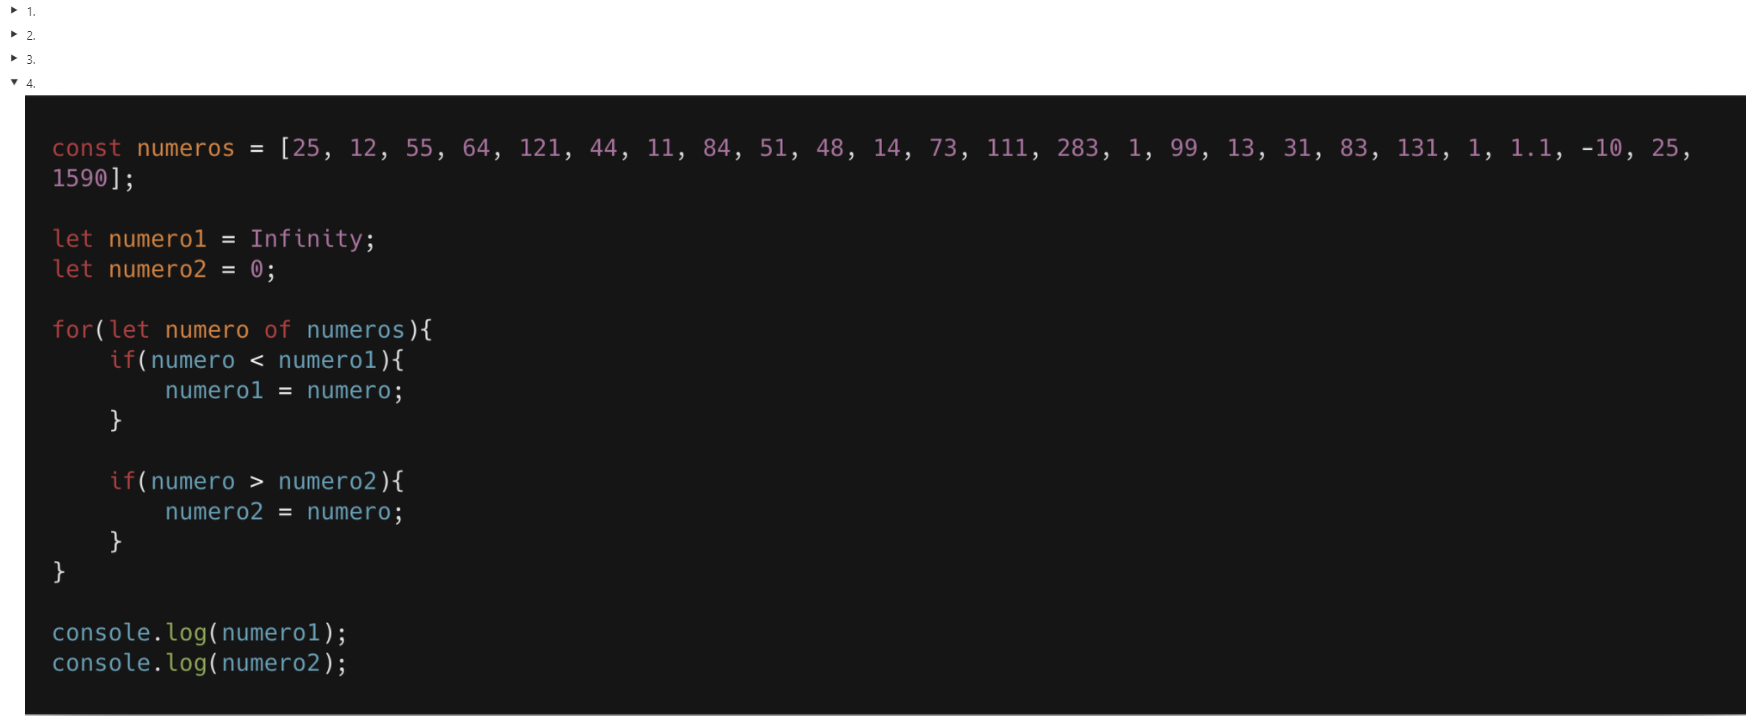 1.
2.
3.
4.
const numeros = [25, 12, 55, 64, 121, 44, 11, 84, 51, 48, 14, 73, 111, 283, 1, 99, 13, 31, 83, 131, 1, 1.1, -10, 25,
1590];
let numero1 = Infinity;
let numero2 = 0;
for(let numero of numeros){
    if(numero < numero1){
        numero1 = numero;
    }
    if(numero > numero2){
        numero2 = numero;
    }
}
console.log(numero1);
console.log(numero2);